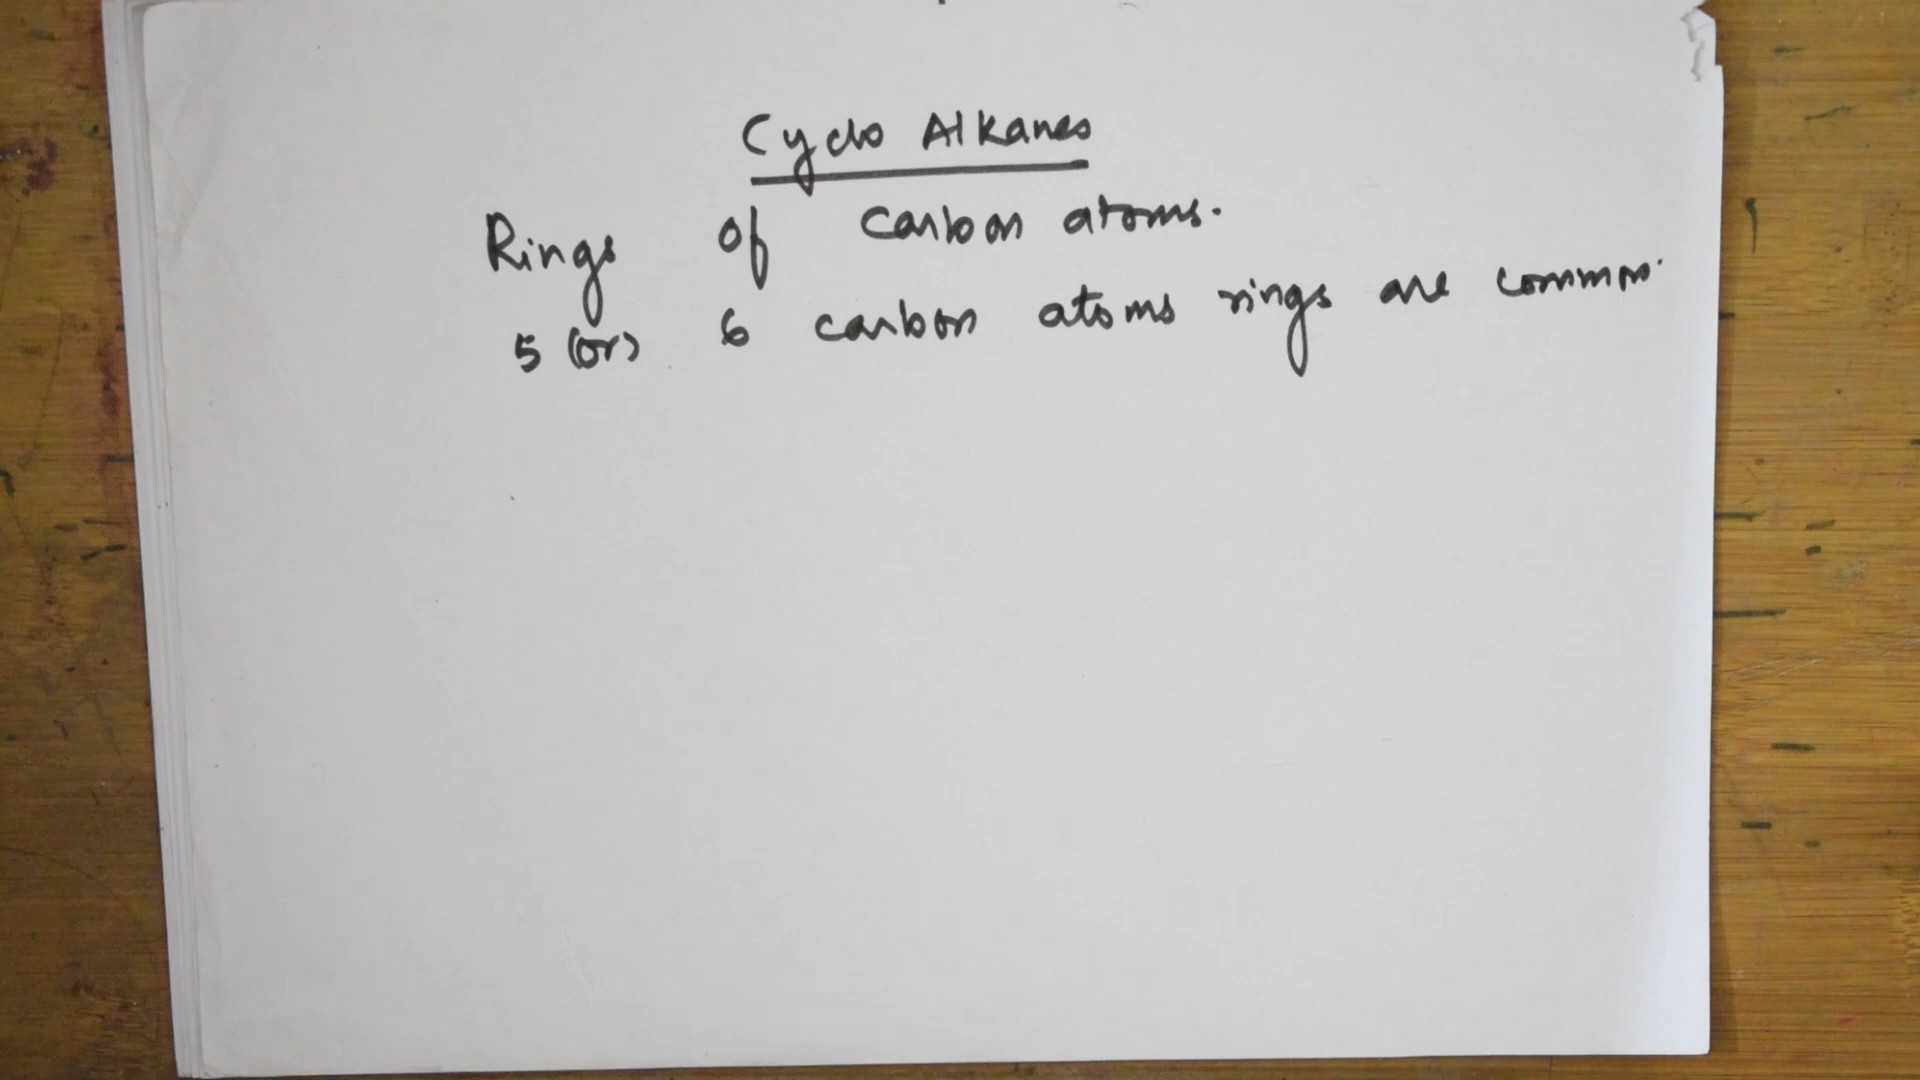 Cyclo Alkanes
Rings of carbon atoms.
5 (or) 6 carbon atoms rings are common.